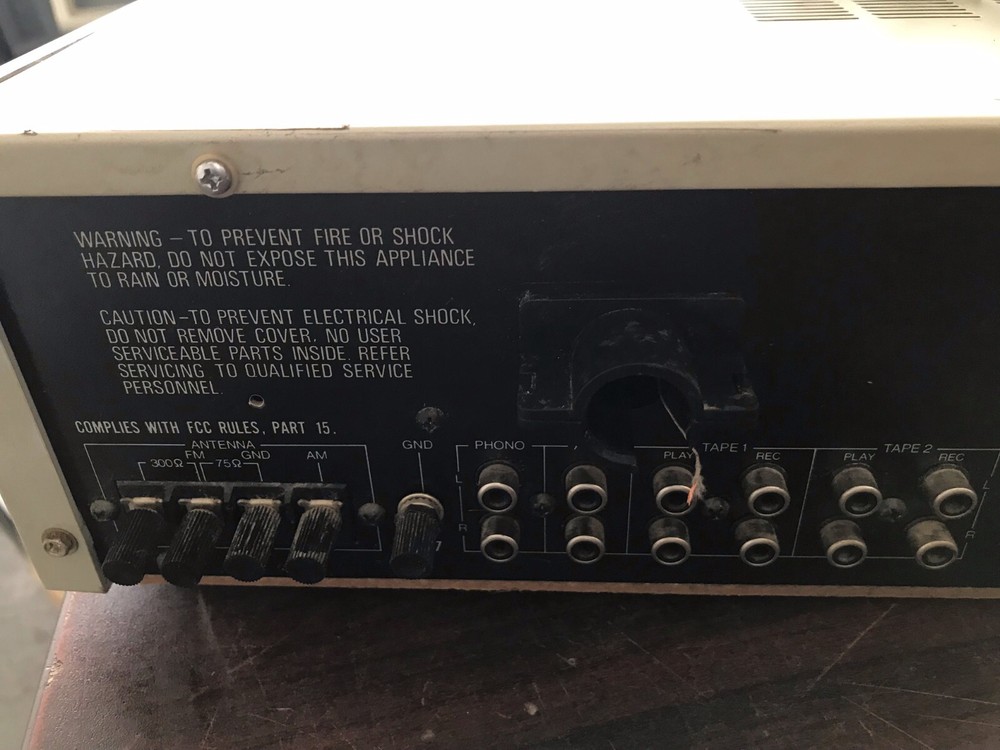 WARNING – TO PREVENT FIRE OR SHOCK
HAZARD, DO NOT EXPOSE THIS APPLIANCE
TO RAIN OR MOISTURE.
CAUTION – TO PREVENT ELECTRICAL SHOCK,
DO NOT REMOVE COVER. NO USER
SERVICEABLE PARTS INSIDE. REFER
SERVICING TO QUALIFIED SERVICE
PERSONNEL.
COMPLIES WITH FCC RULES, PART 15.
ANTENNA
FM GND AM
300Ω 75Ω
GND
PHONO
TAPE 1
PLAY REC
TAPE 2
PLAY REC
L
L
R
R